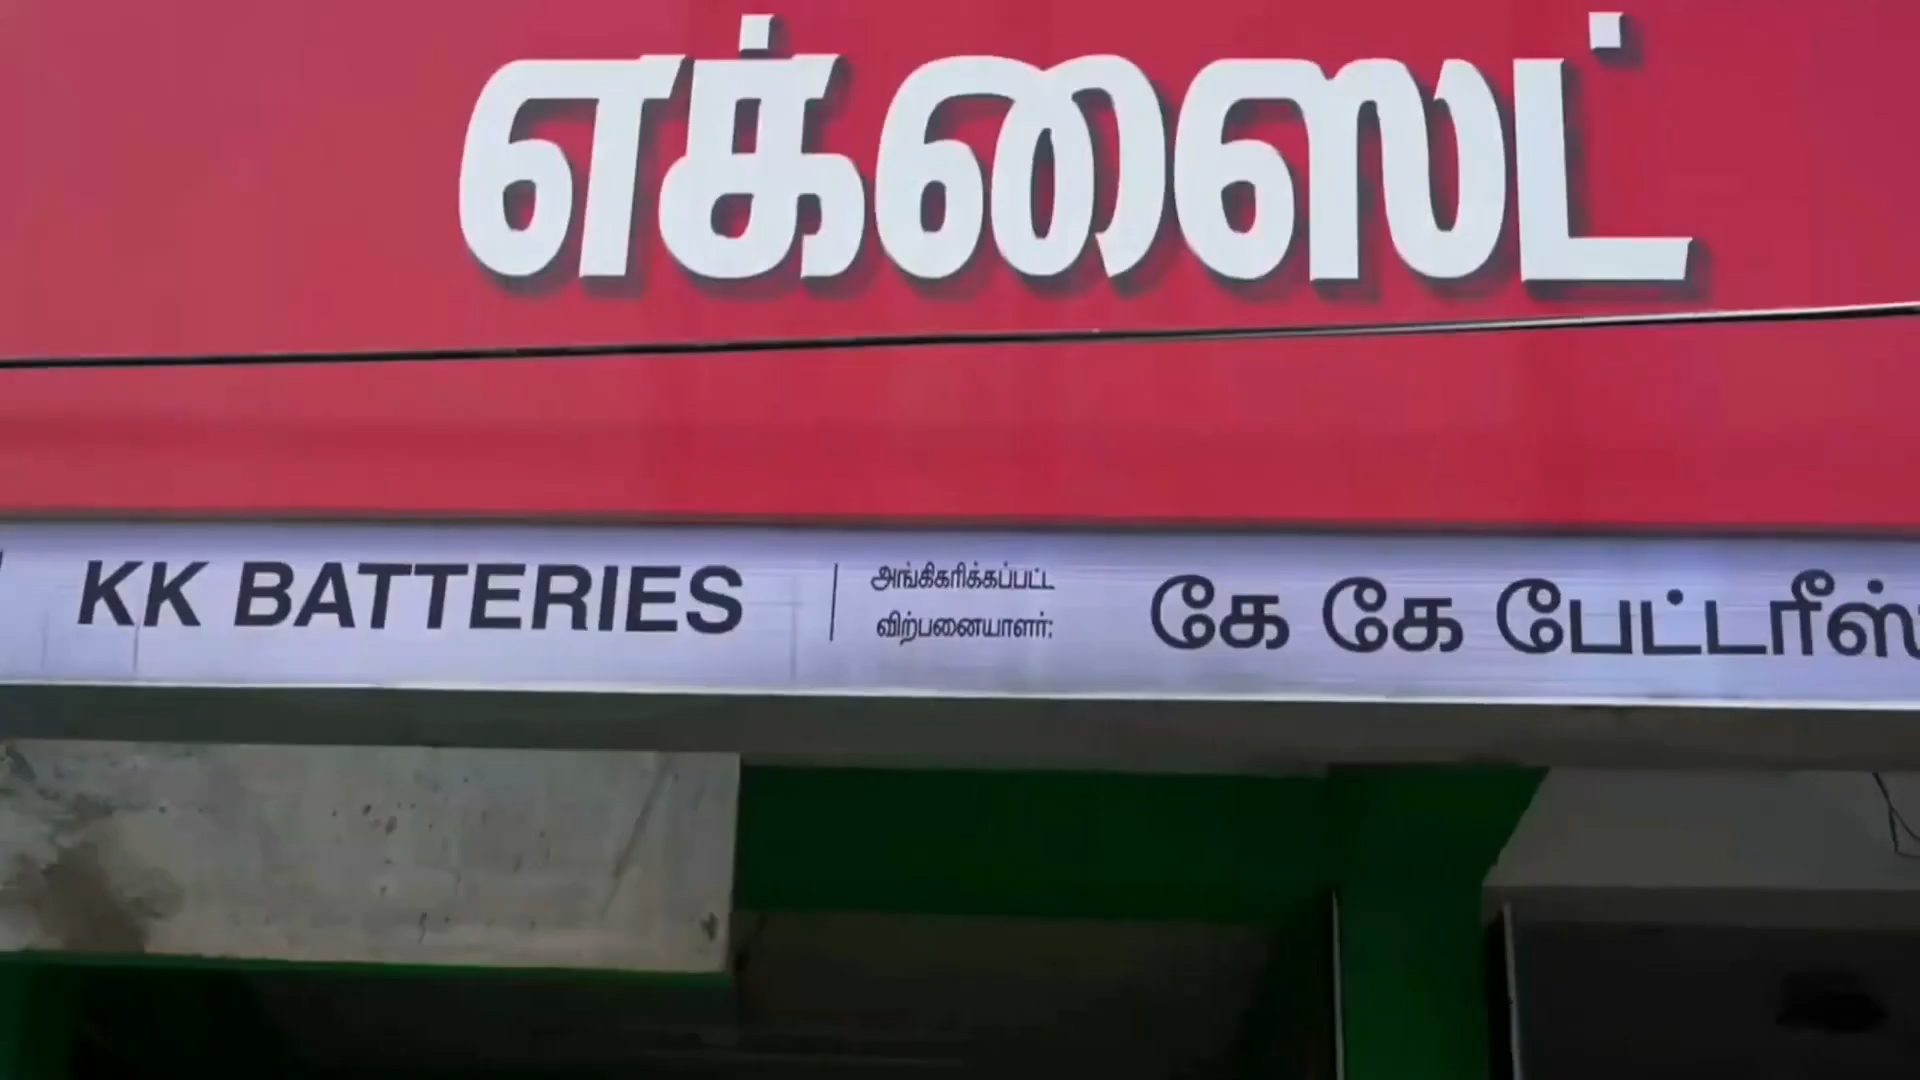 எக்ஸைட்
KK BATTERIES
அங்கிகரிக்கப்பட்ட
விற்பனையாளர்:
கே கே பேட்டரீஸ்